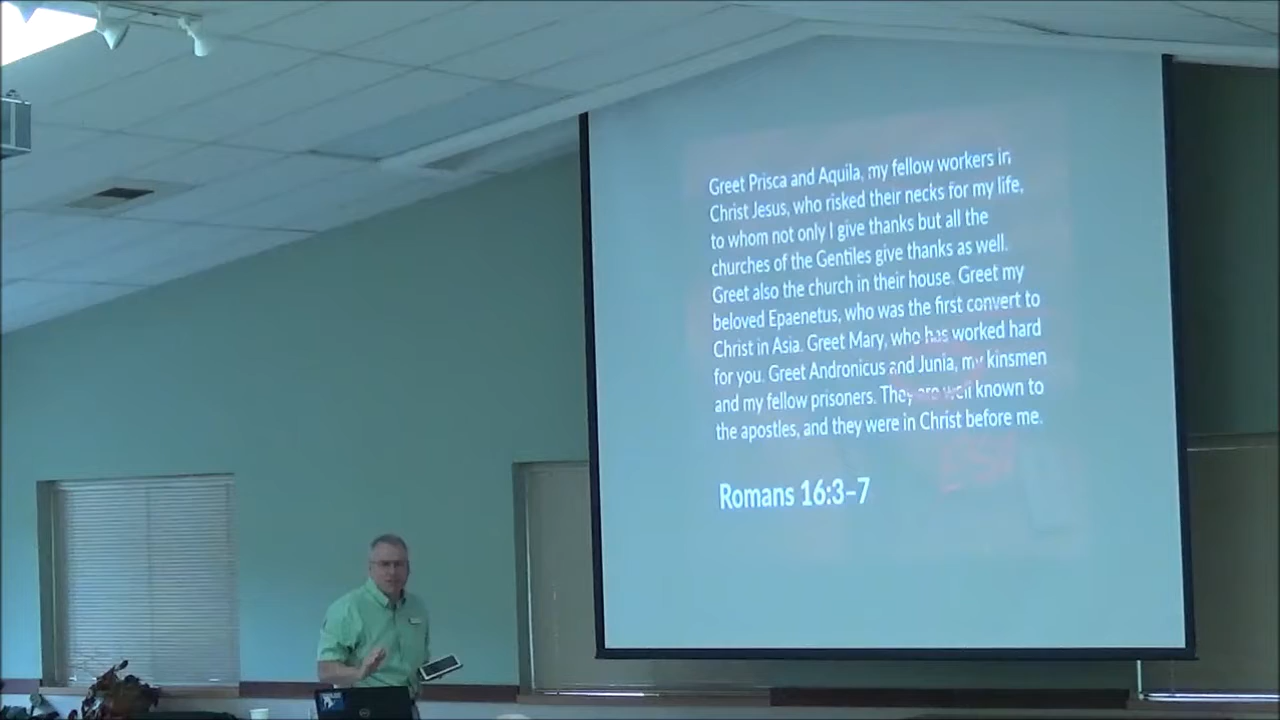 Greet Prisca and Aquila, my fellow workers in
Christ Jesus, who risked their necks for my life,
to whom not only I give thanks but all the
churches of the Gentiles give thanks as well.
Greet also the church in their house. Greet my
beloved Epaenetus, who was the first convert to
Christ in Asia. Greet Mary, who has worked hard
for you. Greet Andronicus and Junia, my kinsmen
and my fellow prisoners. They are well known to
the apostles, and they were in Christ before me.
Romans 16:3–7